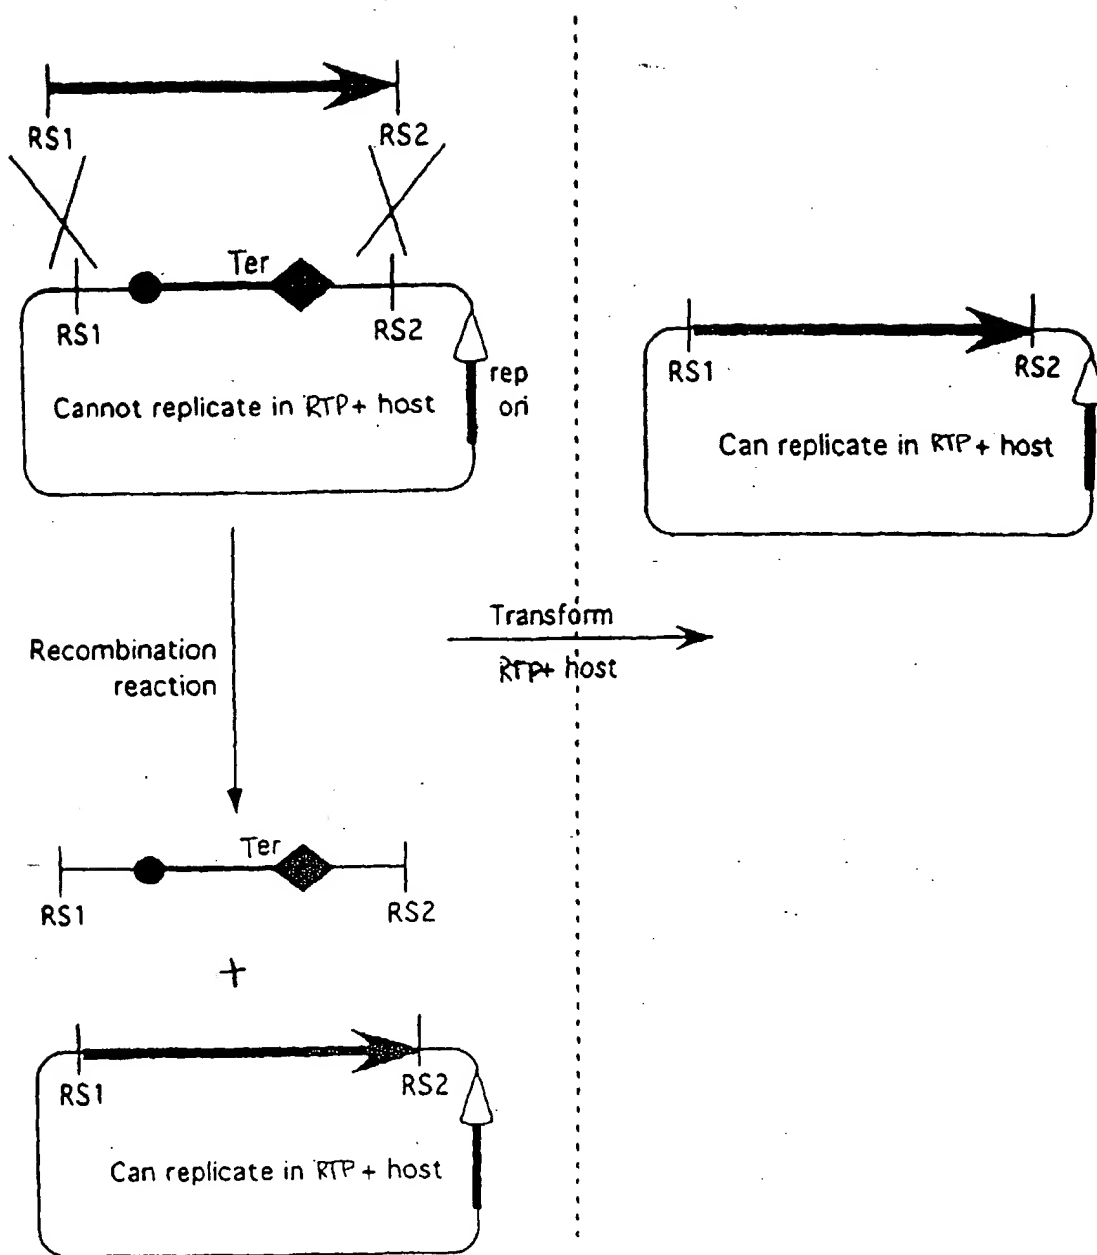 RS1
RS2
Ter
RS1
RS2
rep
ori
Cannot replicate in RTP+ host
RS1
RS2
Can replicate in RTP+ host
Recombination
reaction
Transform
RTP+ host
Ter
RS1
RS2
+
RS1
RS2
Can replicate in RTP+ host